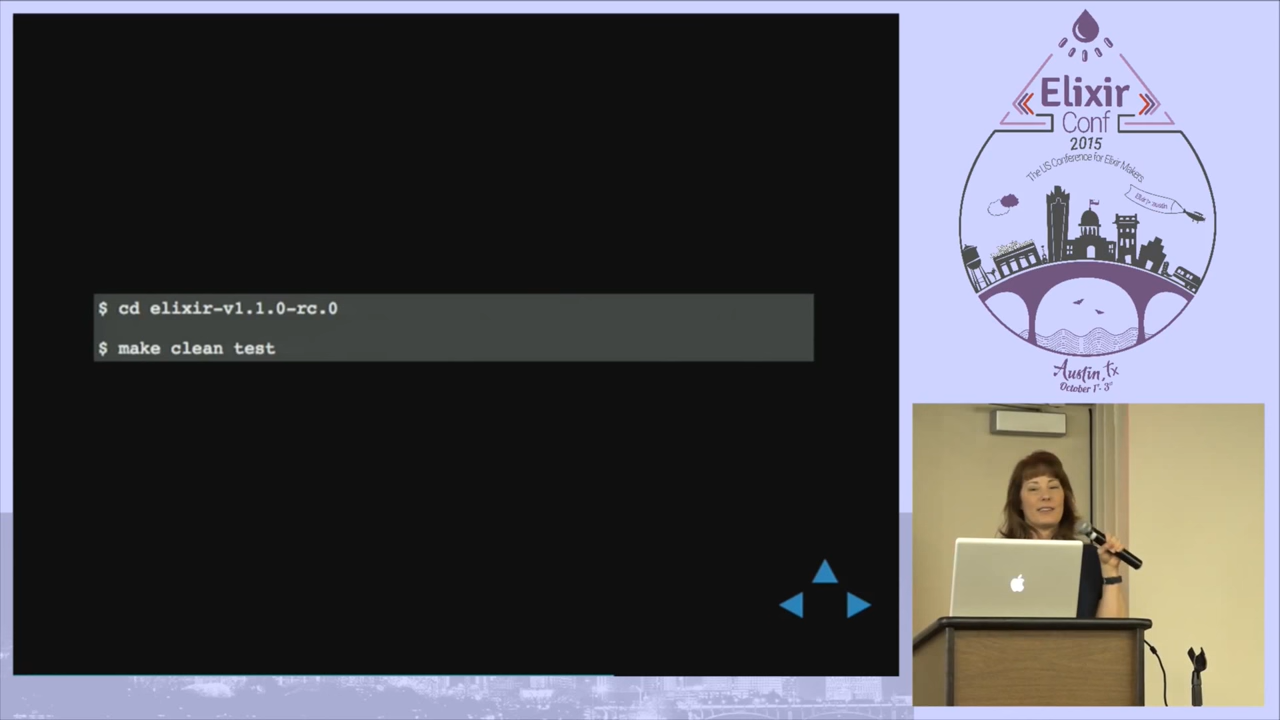 $ cd elixir-v1.1.0-rc.0
$ make clean test
Elixir
Conf
2015
The US Conference for Elixir Makers
Austin, Tx
October 1st - 3rd